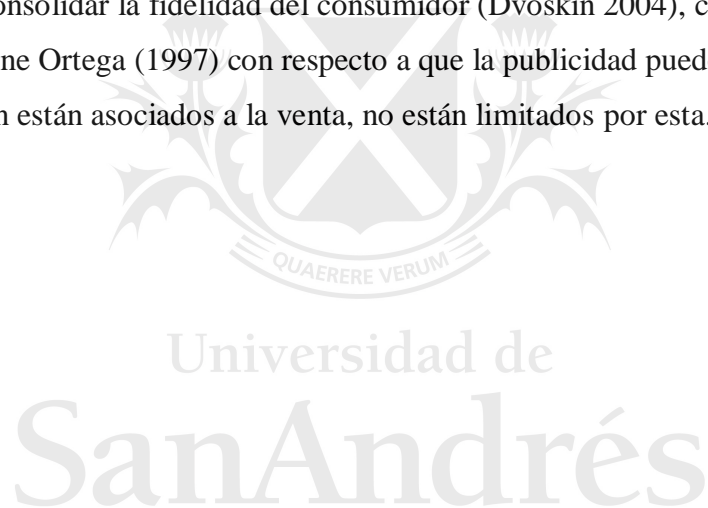 consolidar la fidelidad del consumidor (Dvoskin 2004), c
ne Ortega (1997) con respecto a que la publicidad pued
n están asociados a la venta, no están limitados por esta.
QUAERERE VERUM
Universidad de
SanAndrés